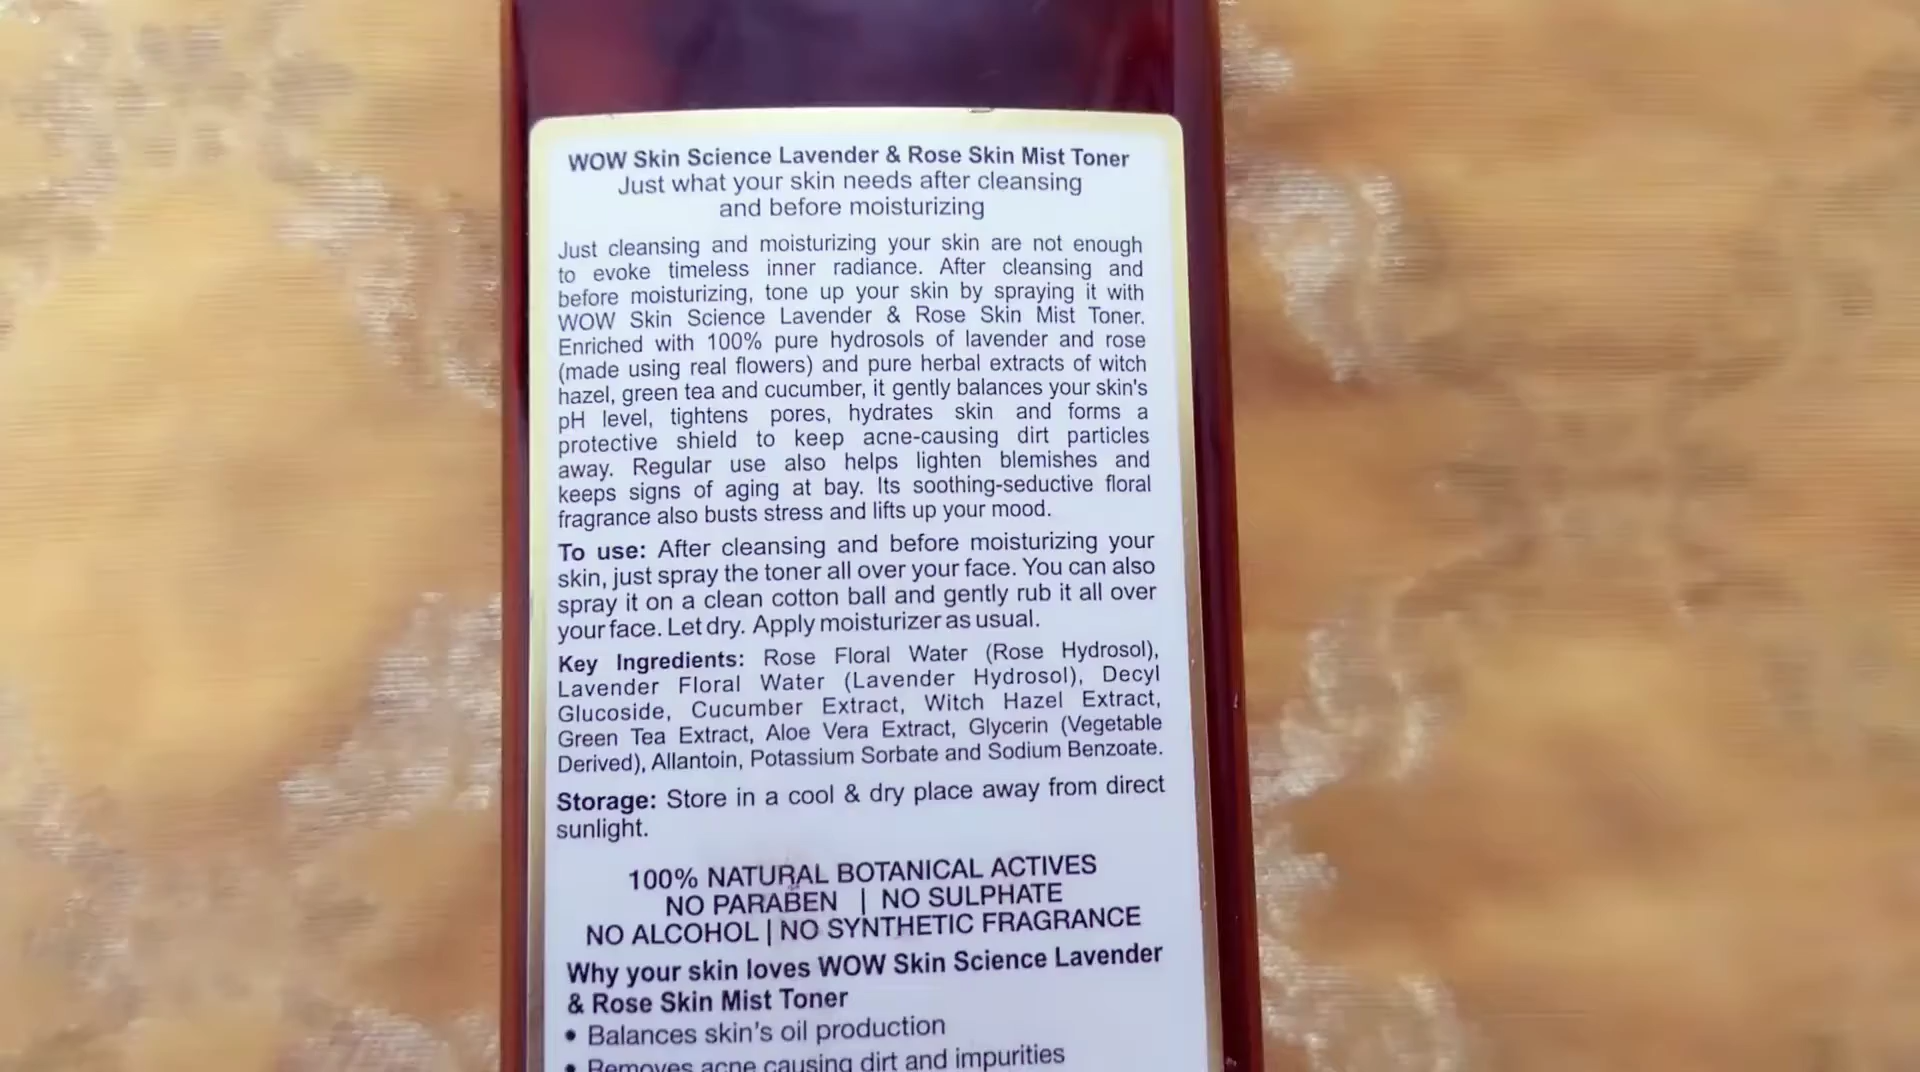 WOW Skin Science Lavender & Rose Skin Mist Toner
Just what your skin needs after cleansing
and before moisturizing
Just cleansing and moisturizing your skin are not enough
to evoke timeless inner radiance. After cleansing and
before moisturizing, tone up your skin by spraying it with
WOW Skin Science Lavender & Rose Skin Mist Toner.
Enriched with 100% pure hydrosols of lavender and rose
(made using real flowers) and pure herbal extracts of witch
hazel, green tea and cucumber, it gently balances your skin's
pH level, tightens pores, hydrates skin and forms a
protective shield to keep acne-causing dirt particles
away. Regular use also helps lighten blemishes and
keeps signs of aging at bay. Its soothing-seductive floral
fragrance also busts stress and lifts up your mood.
To use: After cleansing and before moisturizing your
skin, just spray the toner all over your face. You can also
spray it on a clean cotton ball and gently rub it all over
your face. Let dry. Apply moisturizer as usual.
Key Ingredients: Rose Floral Water (Rose Hydrosol),
Lavender Floral Water (Lavender Hydrosol), Decyl
Glucoside, Cucumber Extract, Witch Hazel Extract,
Green Tea Extract, Aloe Vera Extract, Glycerin (Vegetable
Derived), Allantoin, Potassium Sorbate and Sodium Benzoate.
Storage: Store in a cool & dry place away from direct
sunlight.
100% NATURAL BOTANICAL ACTIVES
NO PARABEN | NO SULPHATE
NO ALCOHOL | NO SYNTHETIC FRAGRANCE
Why your skin loves WOW Skin Science Lavender
& Rose Skin Mist Toner
• Balances skin's oil production
• Removes acne causing dirt and impurities